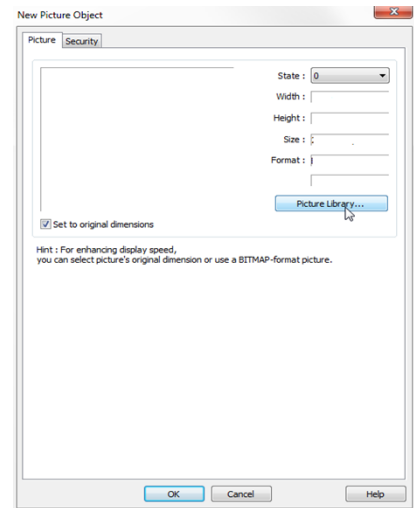 New Picture Object
Picture Security
State : 0
Width :
Height :
Size :
Format :
Picture Library...
Set to original dimensions
Hint : For enhancing display speed,
you can select picture's original dimension or use a BITMAP-format picture.
OK Cancel Help